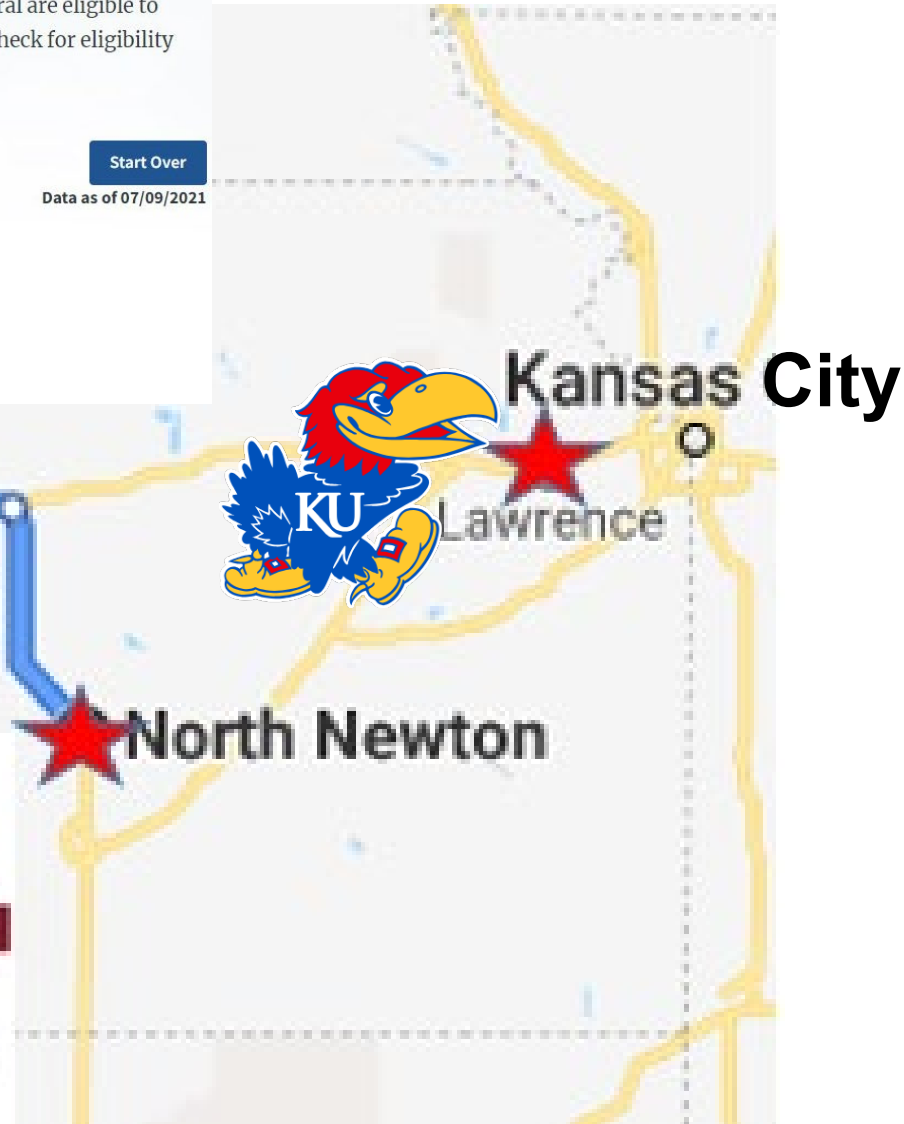 ral are eligible to
heck for eligibility
Start Over
Data as of 07/09/2021
Kansas City
KU
Lawrence
North Newton